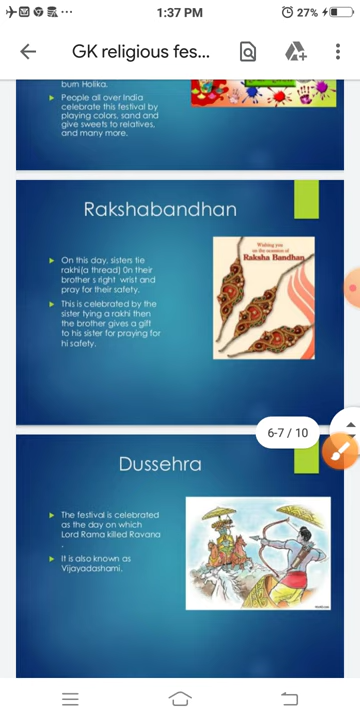 1:37 PM
27%
GK religious fes...
burn Holika.
People all over India
celebrate this festival by
playing colors, sand and
give sweets to relatives,
and many more.
Rakshabandhan
On this day, sisters tie
rakhi(a thread) 0n their
brother s right wrist and
pray for their safety.
This is celebrated by the
sister tying a rakhi then
the brother gives a gift
to his sister for praying for
hi safety.
Wishing you
on the occasion of
Raksha Bandhan
6-7 / 10
Dussehra
The festival is celebrated
as the day on which
Lord Rama killed Ravana
.
It is also known as
Vijayadashami.